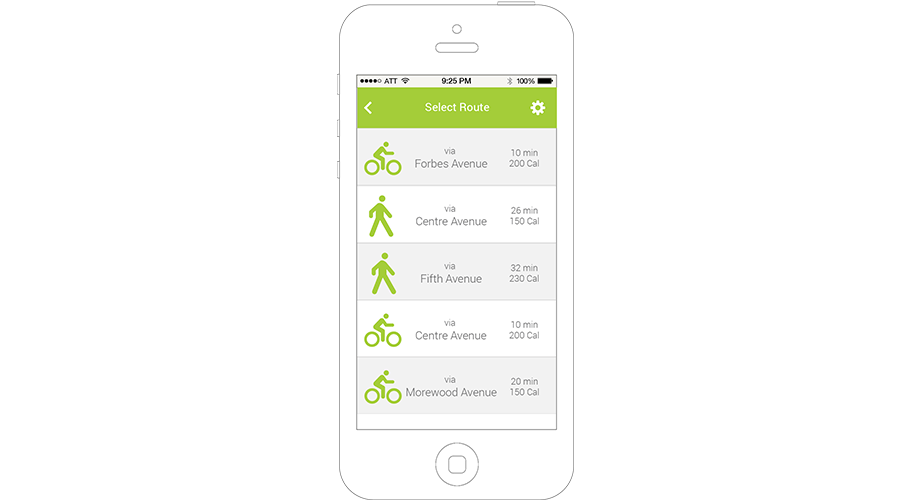 ATT 9:25 PM 100%
Select Route
via
Forbes Avenue
10 min
200 Cal
via
Centre Avenue
26 min
150 Cal
via
Fifth Avenue
32 min
230 Cal
via
Centre Avenue
10 min
200 Cal
via
Morewood Avenue
20 min
150 Cal